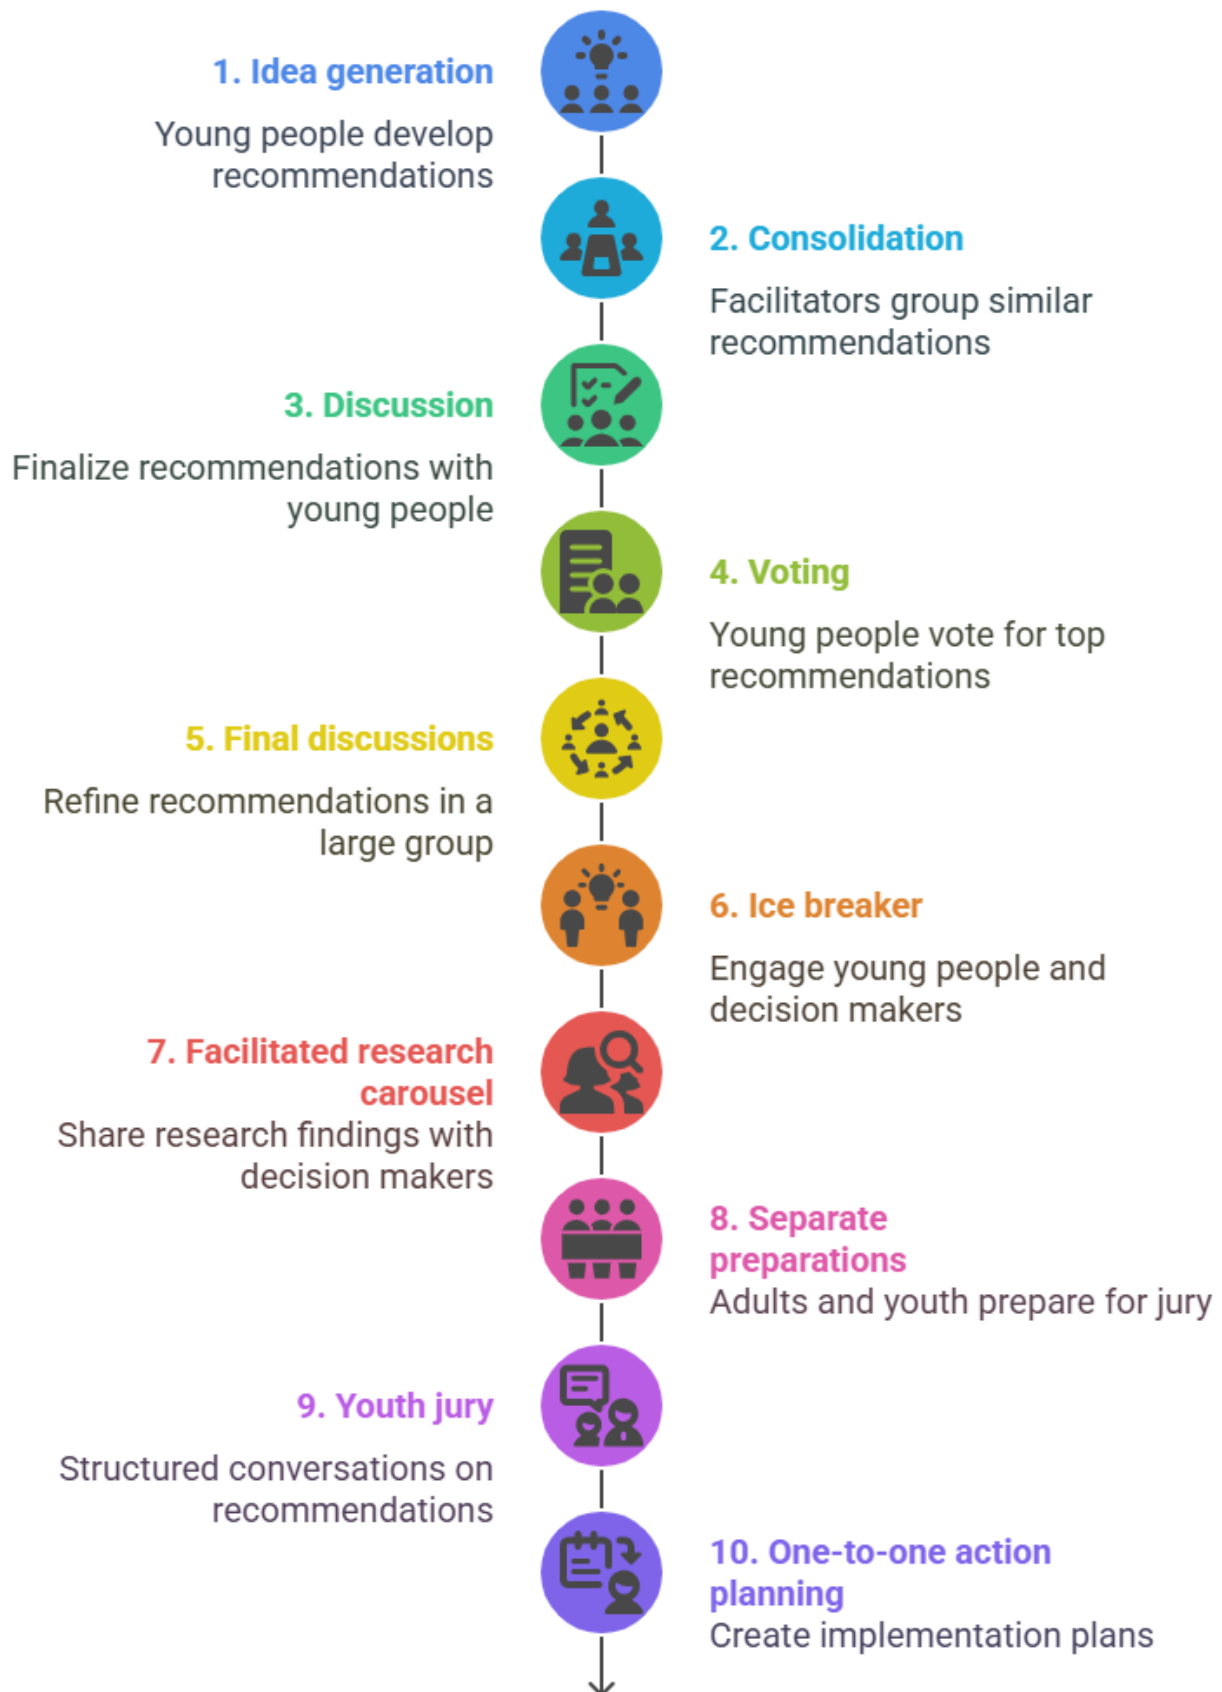 1. Idea generation
Young people develop
recommendations
2. Consolidation
Facilitators group similar
recommendations
3. Discussion
Finalize recommendations with
young people
4. Voting
Young people vote for top
recommendations
5. Final discussions
Refine recommendations in a
large group
6. Ice breaker
Engage young people and
decision makers
7. Facilitated research
carousel
Share research findings with
decision makers
8. Separate
preparations
Adults and youth prepare for jury
9. Youth jury
Structured conversations on
recommendations
10. One-to-one action
planning
Create implementation plans